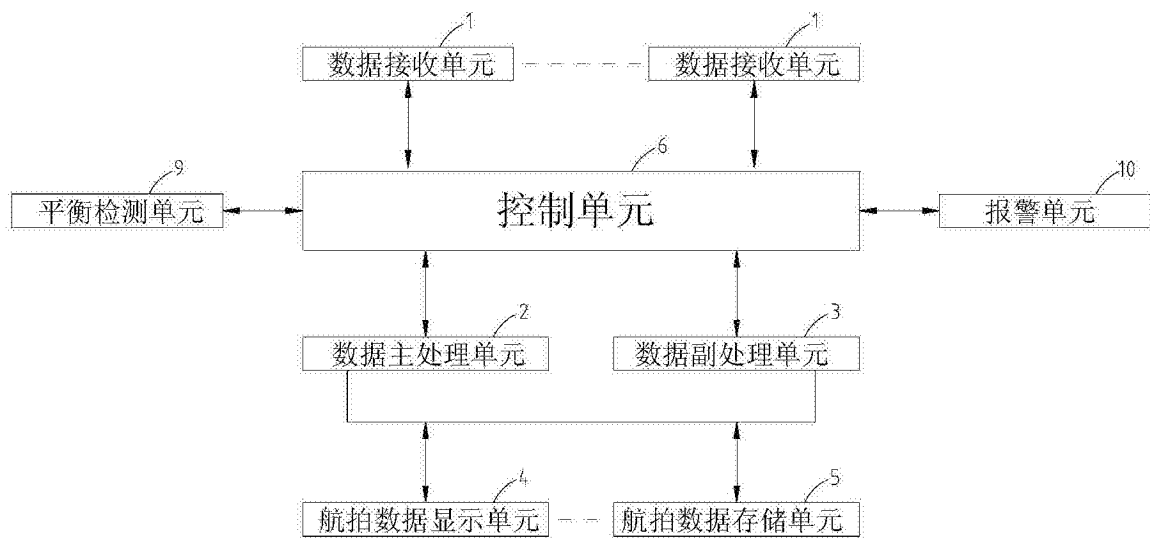 1
1
数据接收单元
数据接收单元
6
9
10
平衡检测单元
控制单元
报警单元
2
3
数据主处理单元
数据副处理单元
4
5
航拍数据显示单元
航拍数据存储单元